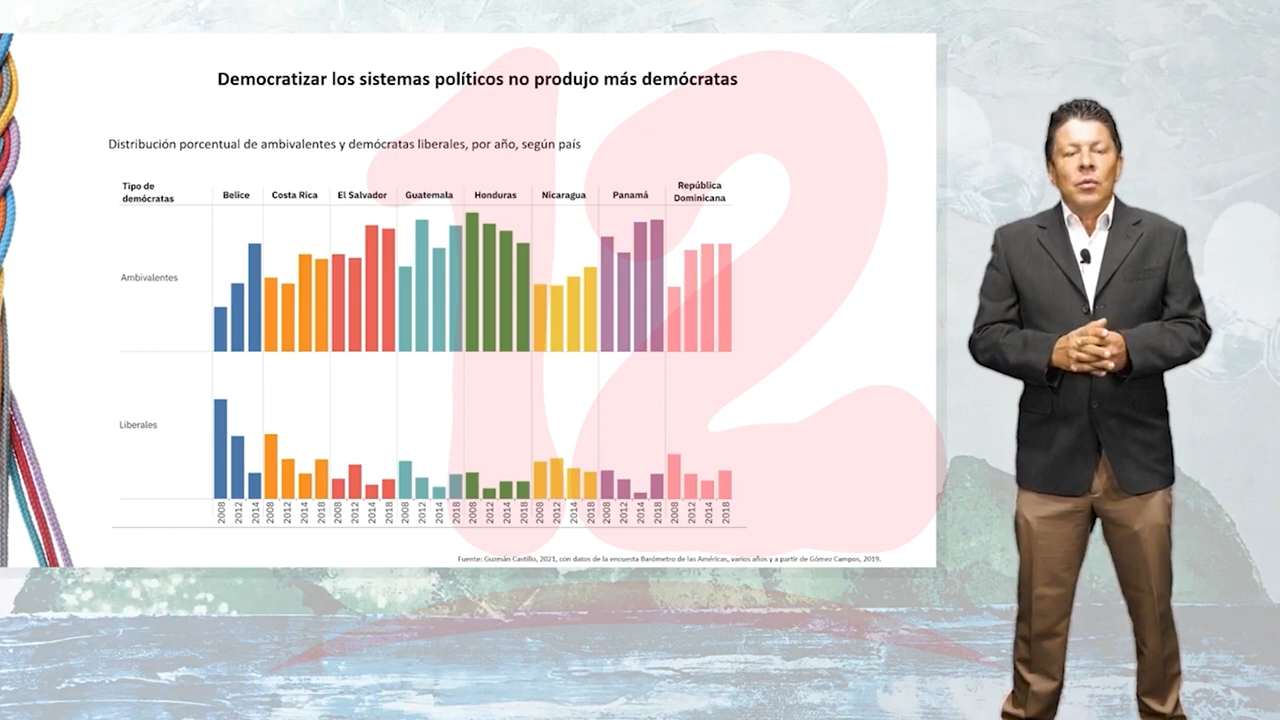 Democratizar los sistemas políticos no produjo más demócratas
Distribución porcentual de ambivalentes y demócratas liberales, por año, según país
Tipo de
demócratas
Belice
Costa Rica
El Salvador
Guatemala
Honduras
Nicaragua
Panamá
República
Dominicana
Ambivalentes
Liberales
2008 2012 2014 2008 2012 2014 2018 2008 2012 2014 2018 2008 2012 2014 2018 2008 2012 2014 2018 2008 2012 2014 2018 2008 2012 2014 2018 2008 2012 2014 2018
Fuente: Guzmán Castillo, 2021, con datos de la encuesta Barómetro de las Américas, varios años y a partir de Gómez Campos, 2019.
12